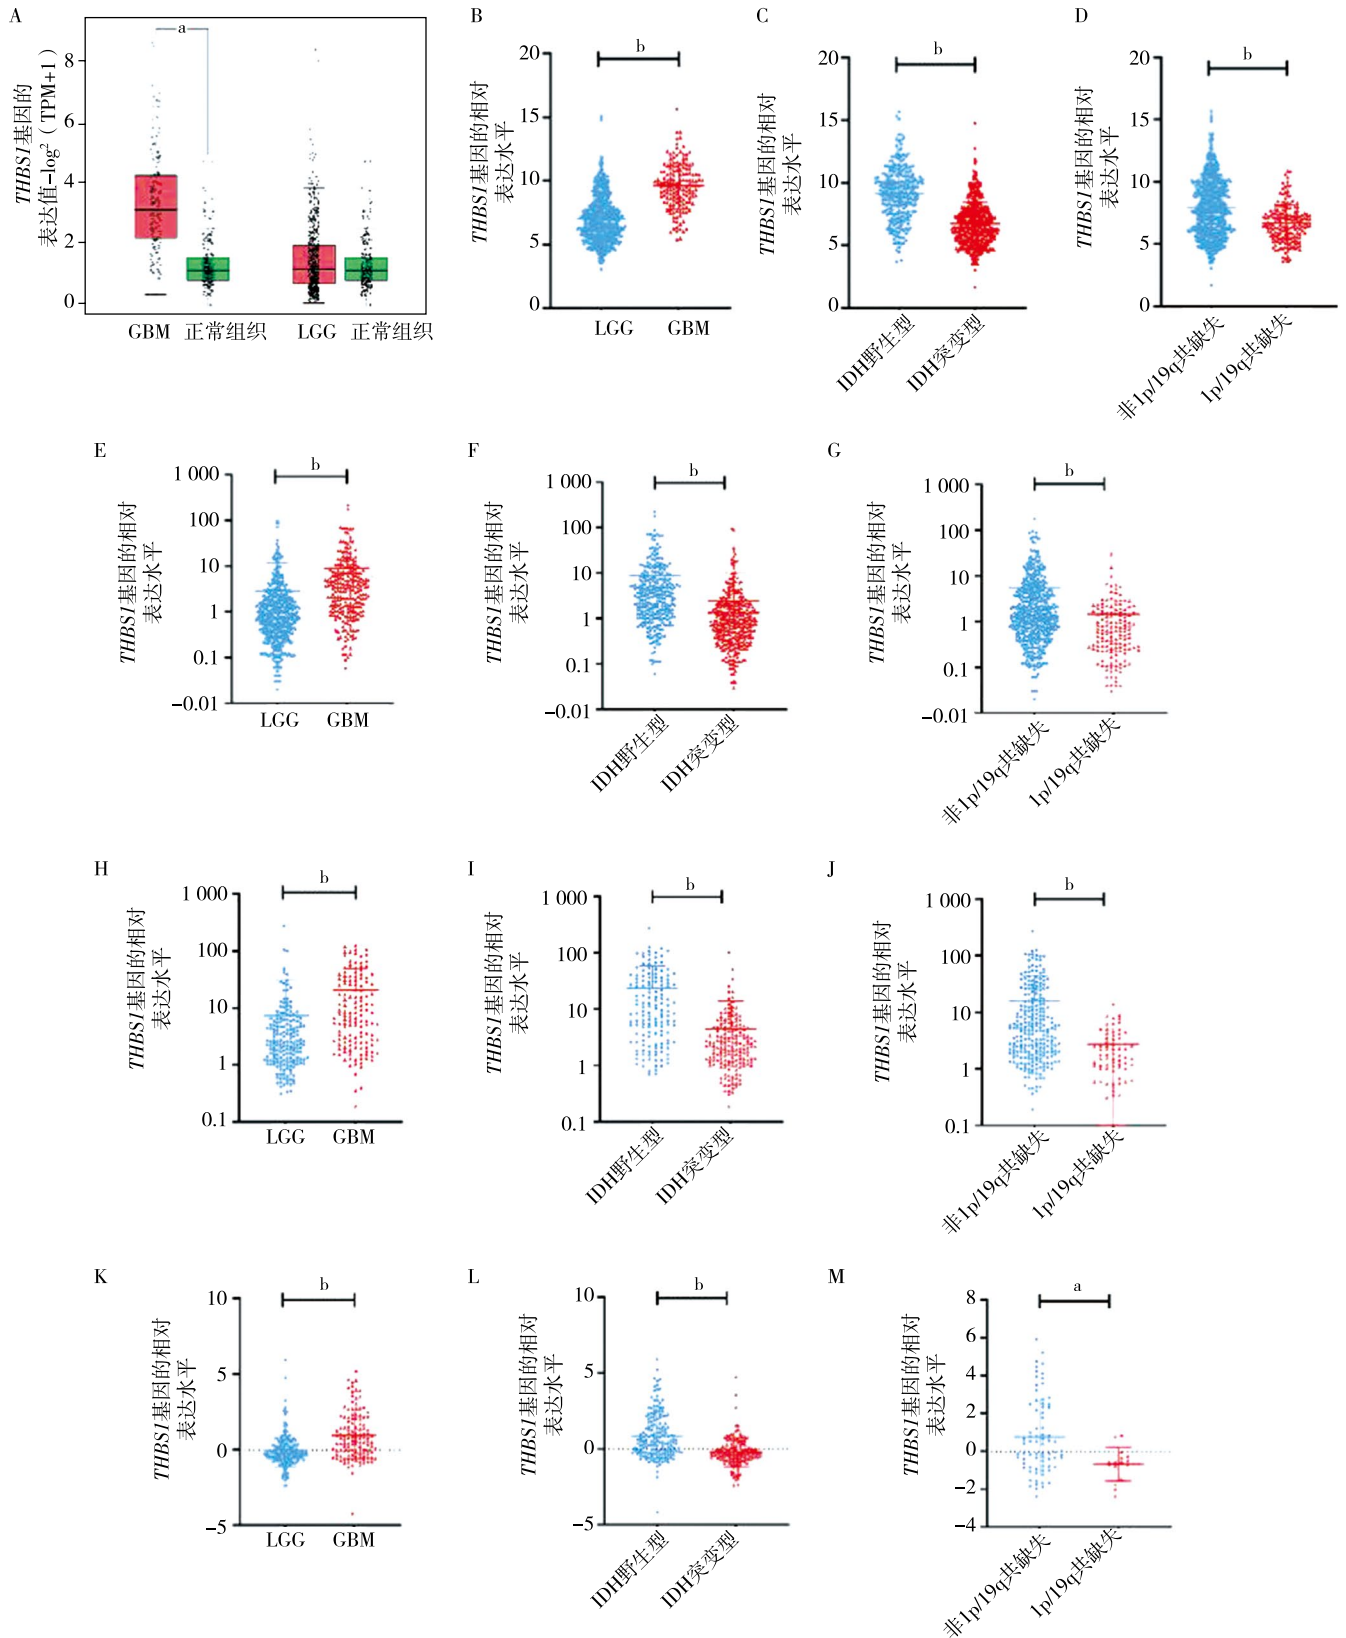 A
THBS1基因的
表达值-log²（TPM+1）
8
6
4
2
0
a
GBM
正常组织
LGG
正常组织
B
THBS1基因的相对
表达水平
20
15
10
5
0
b
LGG
GBM
C
THBS1基因的相对
表达水平
20
15
10
5
0
b
IDH野生型
IDH突变型
D
THBS1基因的相对
表达水平
20
15
10
5
0
b
非1p/19q共缺失
1p/19q共缺失
E
THBS1基因的相对
表达水平
1 000
100
10
1
0.1
-0.01
b
LGG
GBM
F
THBS1基因的相对
表达水平
1 000
100
10
1
0.1
-0.01
b
IDH野生型
IDH突变型
G
THBS1基因的相对
表达水平
1 000
100
10
1
0.1
-0.01
b
非1p/19q共缺失
1p/19q共缺失
H
THBS1基因的相对
表达水平
1 000
100
10
1
0.1
b
LGG
GBM
I
THBS1基因的相对
表达水平
1 000
100
10
1
0.1
b
IDH野生型
IDH突变型
J
THBS1基因的相对
表达水平
1 000
100
10
1
0.1
b
非1p/19q共缺失
1p/19q共缺失
K
THBS1基因的相对
表达水平
10
5
0
-5
b
LGG
GBM
L
THBS1基因的相对
表达水平
10
5
0
-5
b
IDH野生型
IDH突变型
M
THBS1基因的相对
表达水平
8
6
4
2
0
-2
-4
a
非1p/19q共缺失
1p/19q共缺失